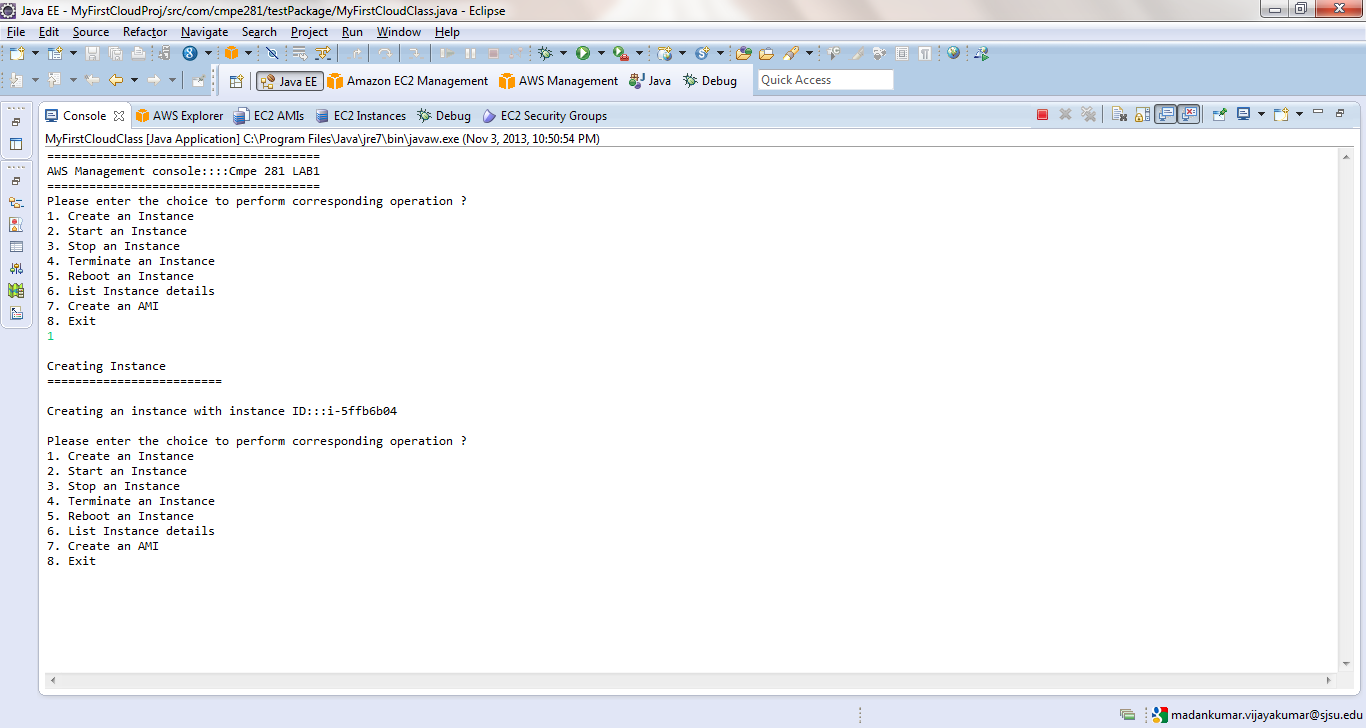 Java EE - MyFirstCloudProj/src/com/cmpe281/testPackage/MyFirstCloudClass.java - Eclipse
File Edit Source Refactor Navigate Search Project Run Window Help
Java EE Amazon EC2 Management AWS Management Java Debug Quick Access
Console AWS Explorer EC2 AMIs EC2 Instances Debug EC2 Security Groups
MyFirstCloudClass [Java Application] C:\Program Files\Java\jre7\bin\javaw.exe (Nov 3, 2013, 10:50:54 PM)
=======================================
AWS Management console::::Cmpe 281 LAB1
=======================================
Please enter the choice to perform corresponding operation ?
1. Create an Instance
2. Start an Instance
3. Stop an Instance
4. Terminate an Instance
5. Reboot an Instance
6. List Instance details
7. Create an AMI
8. Exit
1
Creating Instance
=========================
Creating an instance with instance ID:::i-5ffb6b04
Please enter the choice to perform corresponding operation ?
1. Create an Instance
2. Start an Instance
3. Stop an Instance
4. Terminate an Instance
5. Reboot an Instance
6. List Instance details
7. Create an AMI
8. Exit
madankumar.vijayakumar@sjsu.edu